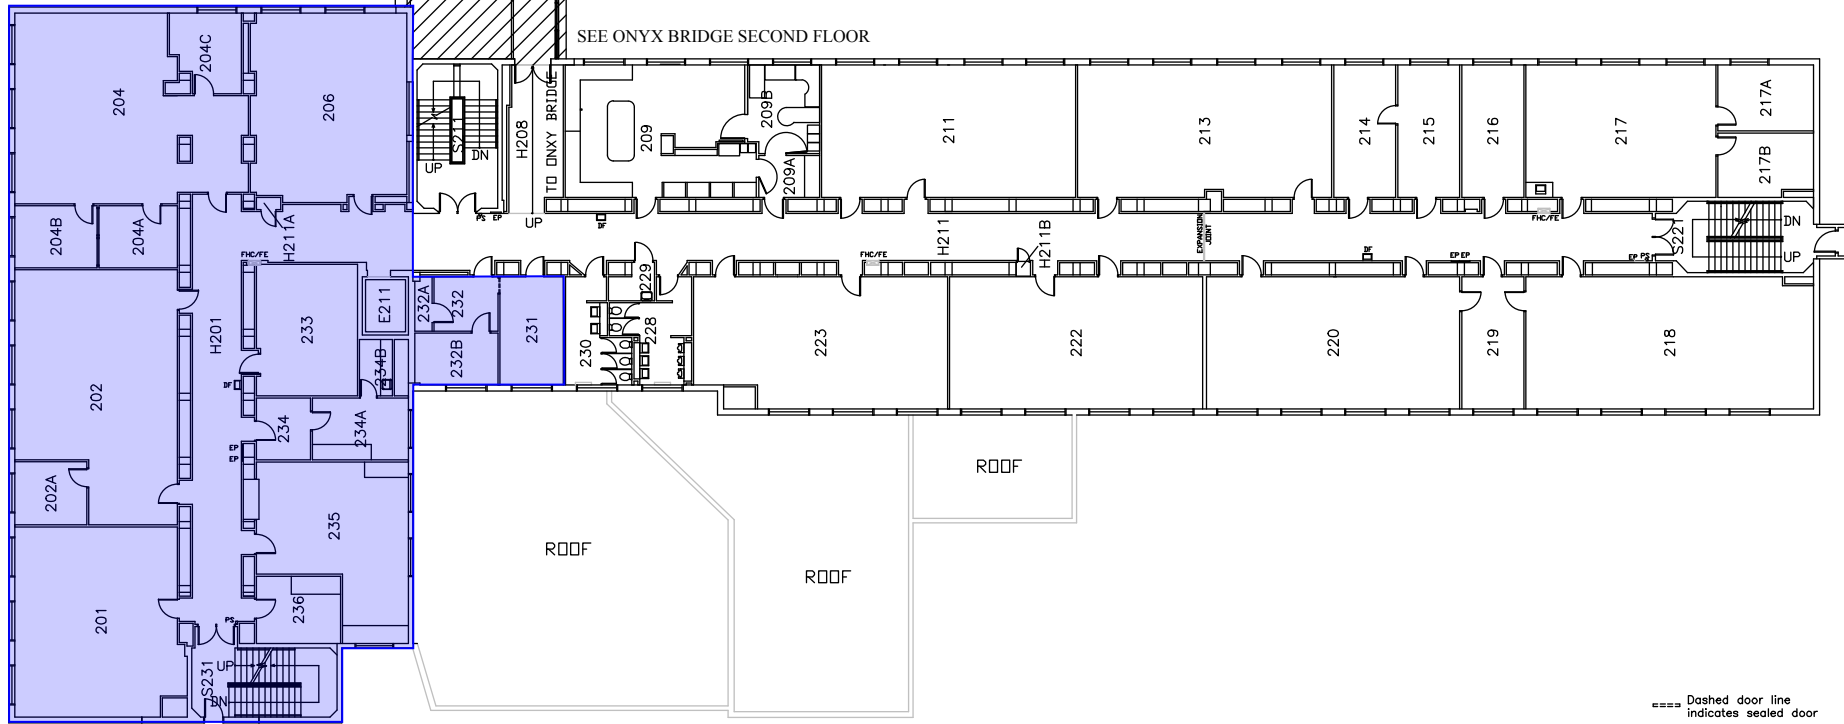 SEE ONYX BRIDGE SECOND FLOOR
204
204C
206
S211
UP
DN
H208
TO ONXY BRIDGE
209
209B
209A
211
213
214
215
216
217
217A
217B
204B
204A
H211A
FHC/FE
PS
EP
UP
DF
FHC/FE
H211
H211B
EXPANSION
JOINT
DF
EP
EP
FHC/FE
EP
PS
S221
DN
UP
202
H201
233
E211
232A
232
232B
231
229
230
228
223
222
220
219
218
DF
234B
234
234A
EP
EP
202A
235
236
201
PS
S231
UP
DN
ROOF
ROOF
ROOF
Dashed door line
indicates sealed door